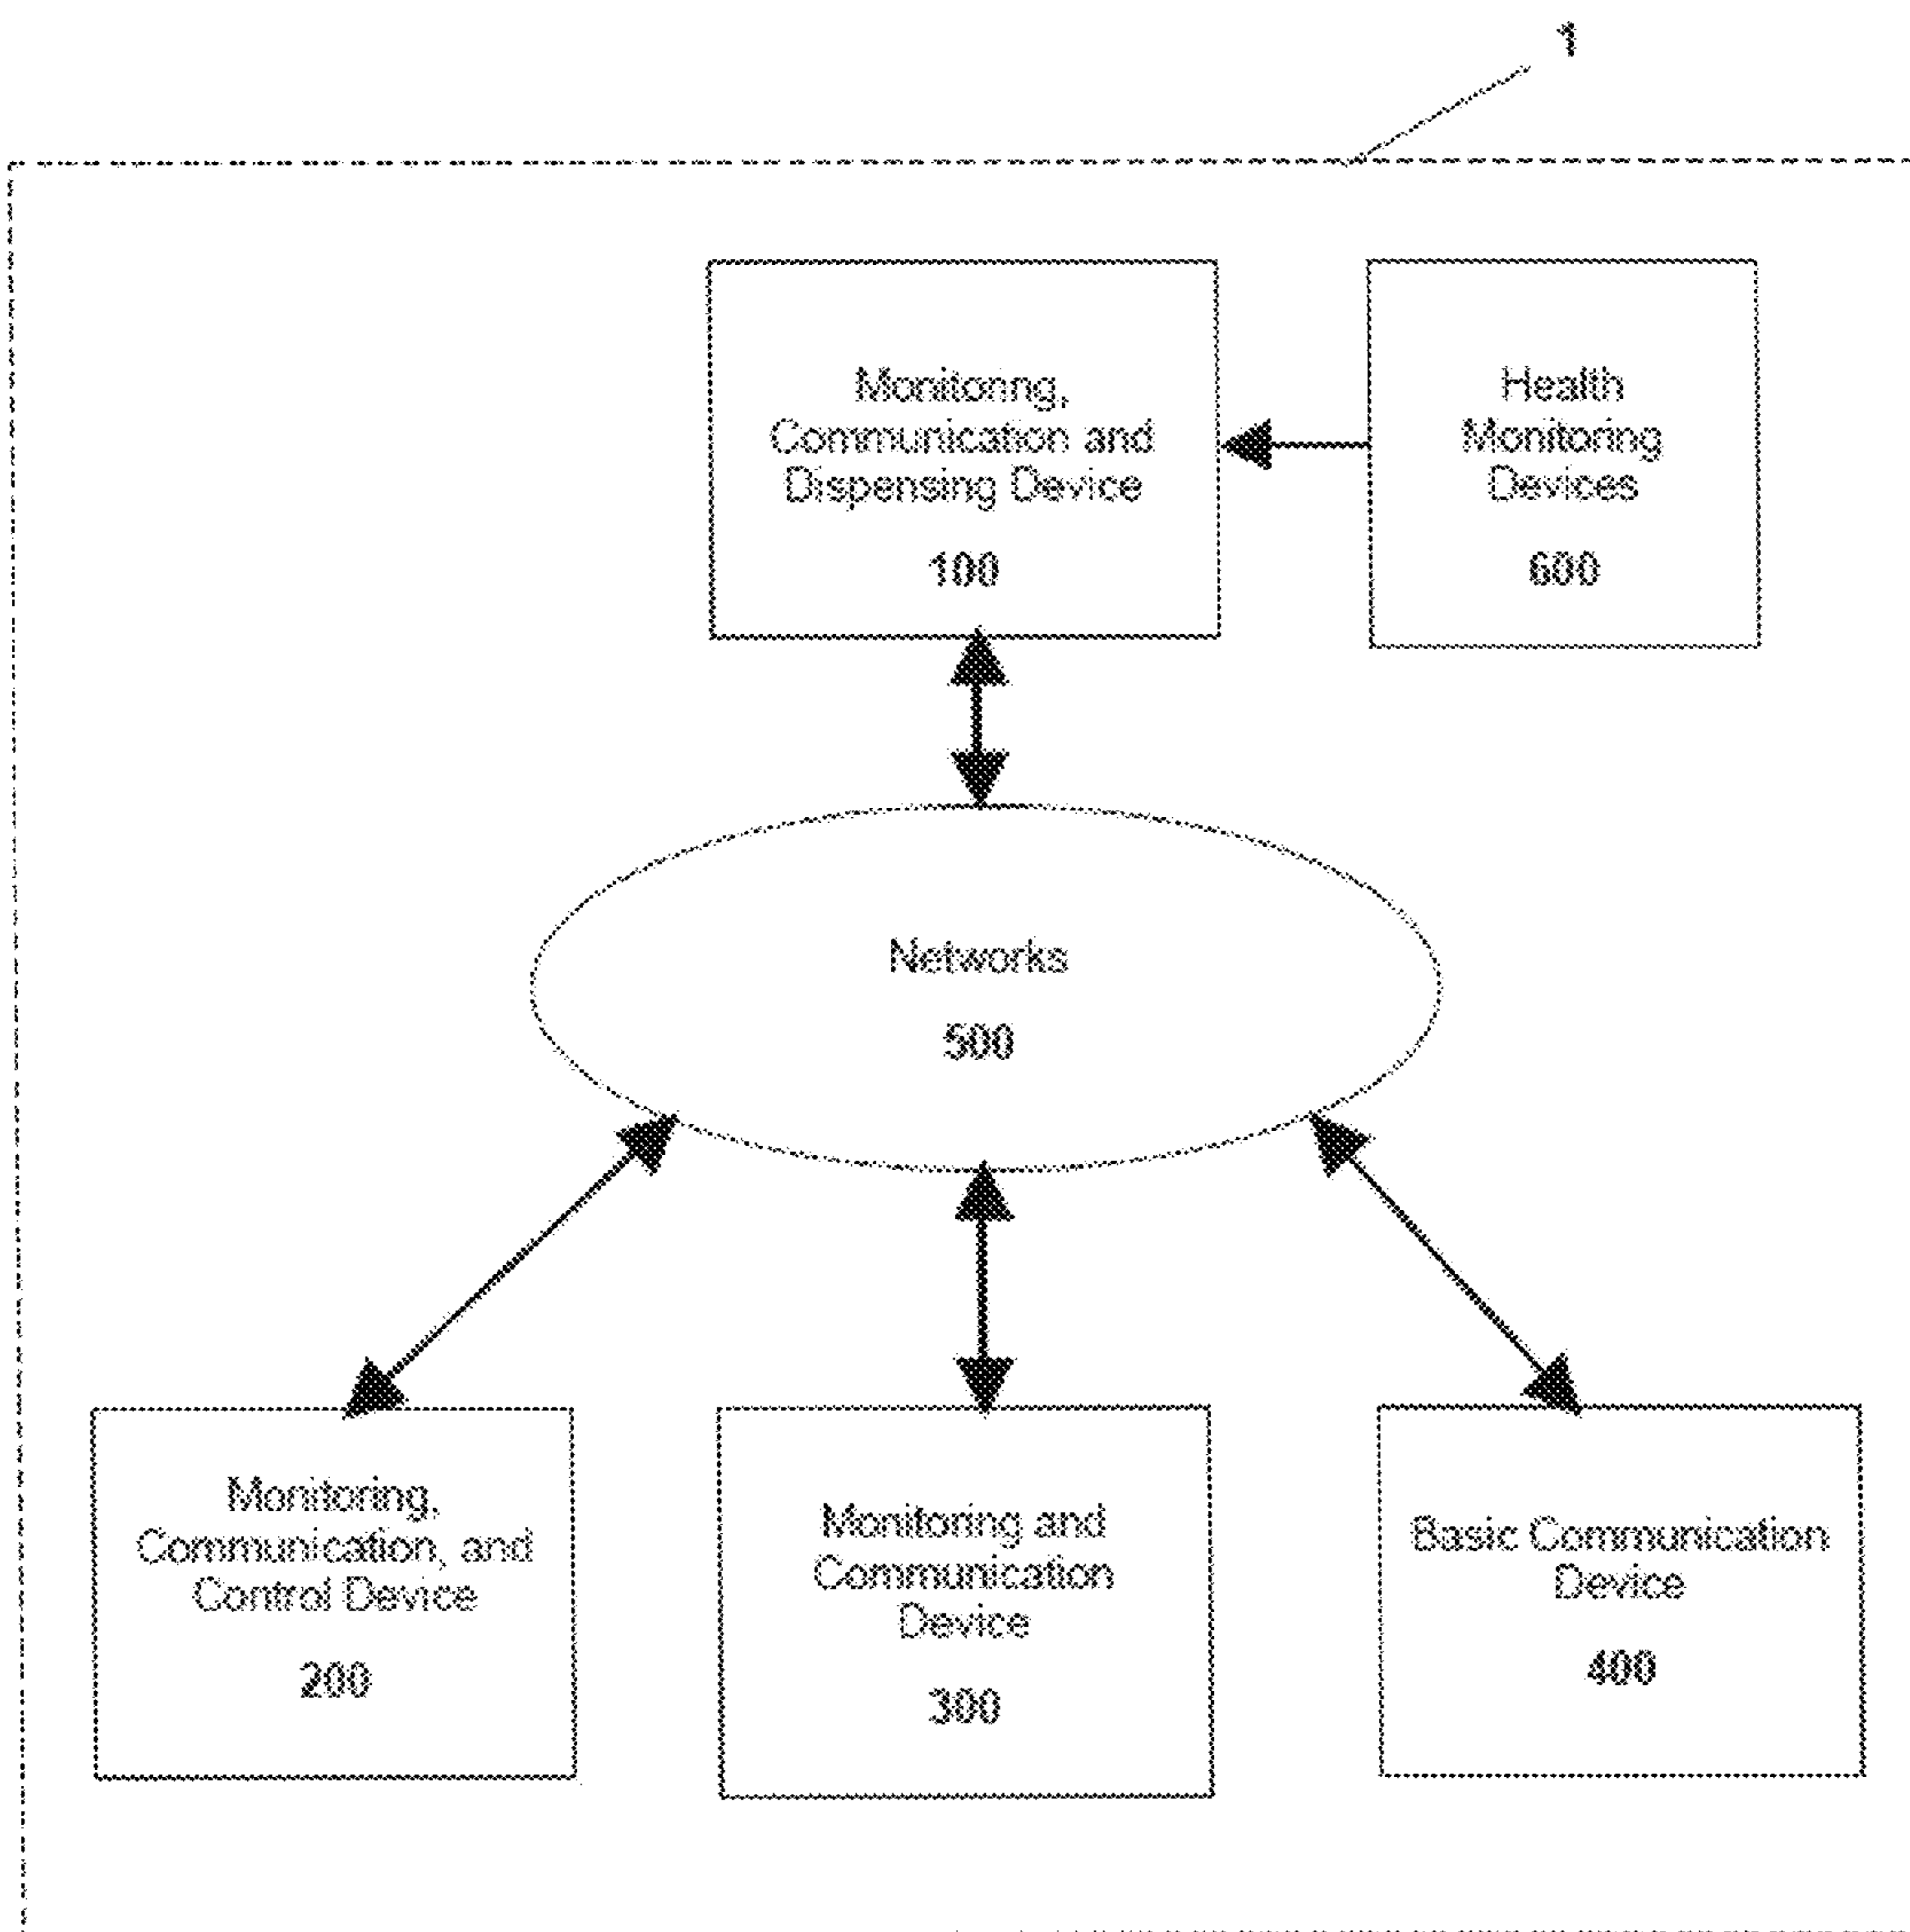 1
Monitoring,
Communication and
Dispensing Device
100
Health
Monitoring
Devices
600
Networks
500
Monitoring,
Communication, and
Control Device
200
Monitoring and
Communication
Device
300
Basic Communication
Device
400